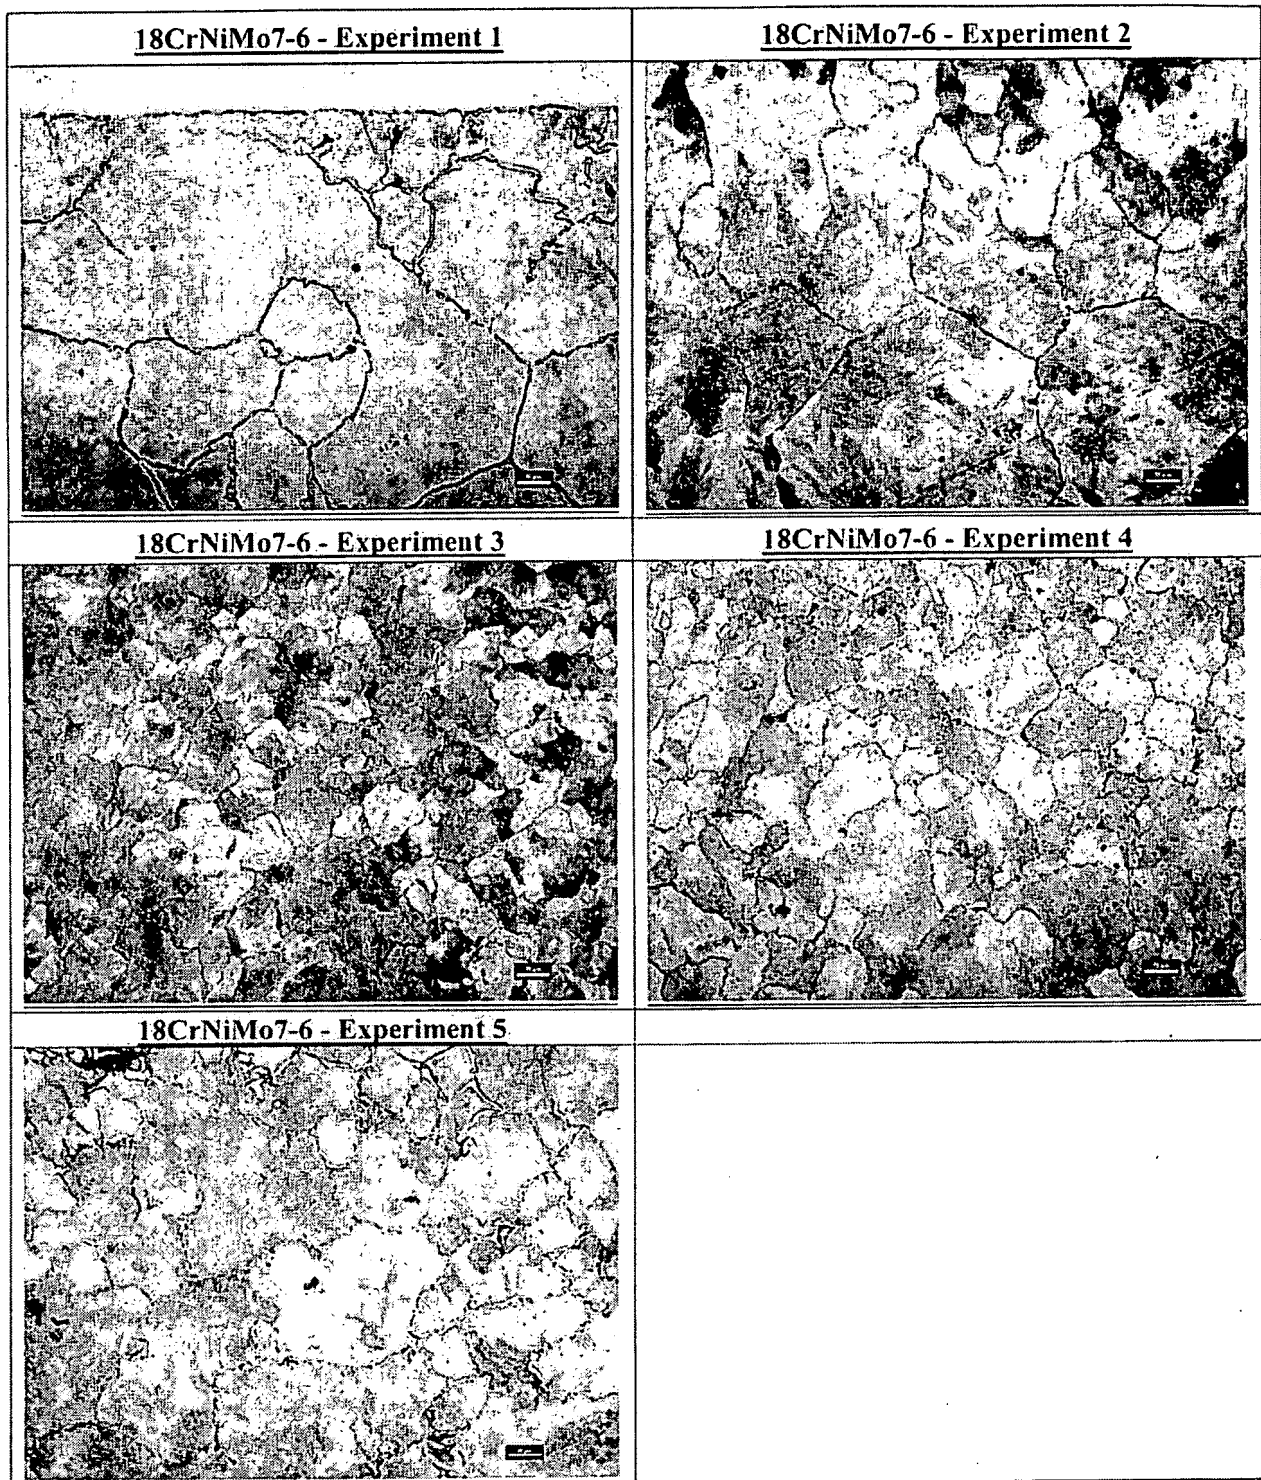 18CrNiMo7-6 - Experiment 1
18CrNiMo7-6 - Experiment 2
18CrNiMo7-6 - Experiment 3
18CrNiMo7-6 - Experiment 4
18CrNiMo7-6 - Experiment 5